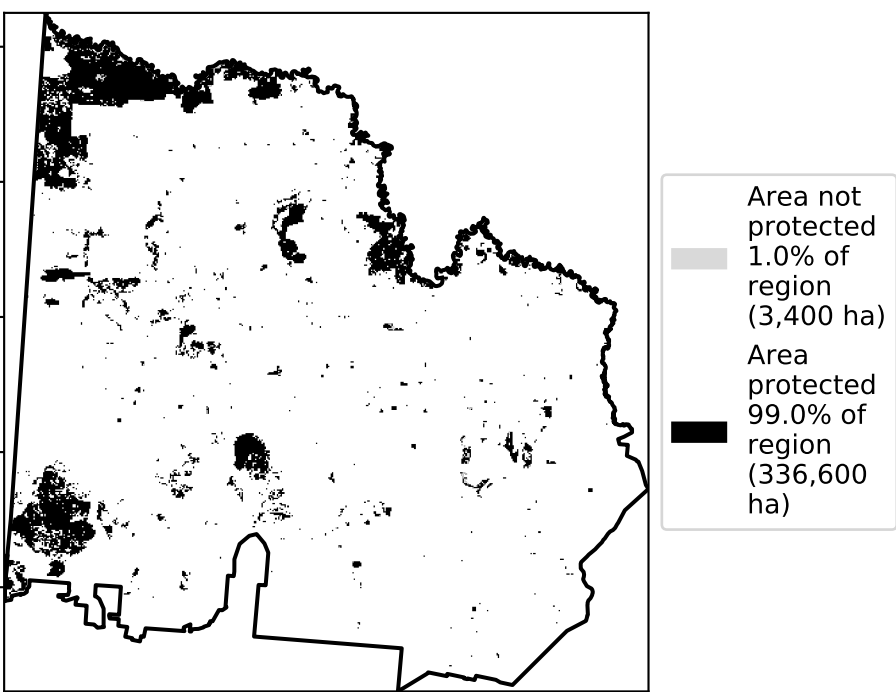 Area not
protected
1.0% of
region
(3,400 ha)
Area
protected
99.0% of
region
(336,600
ha)